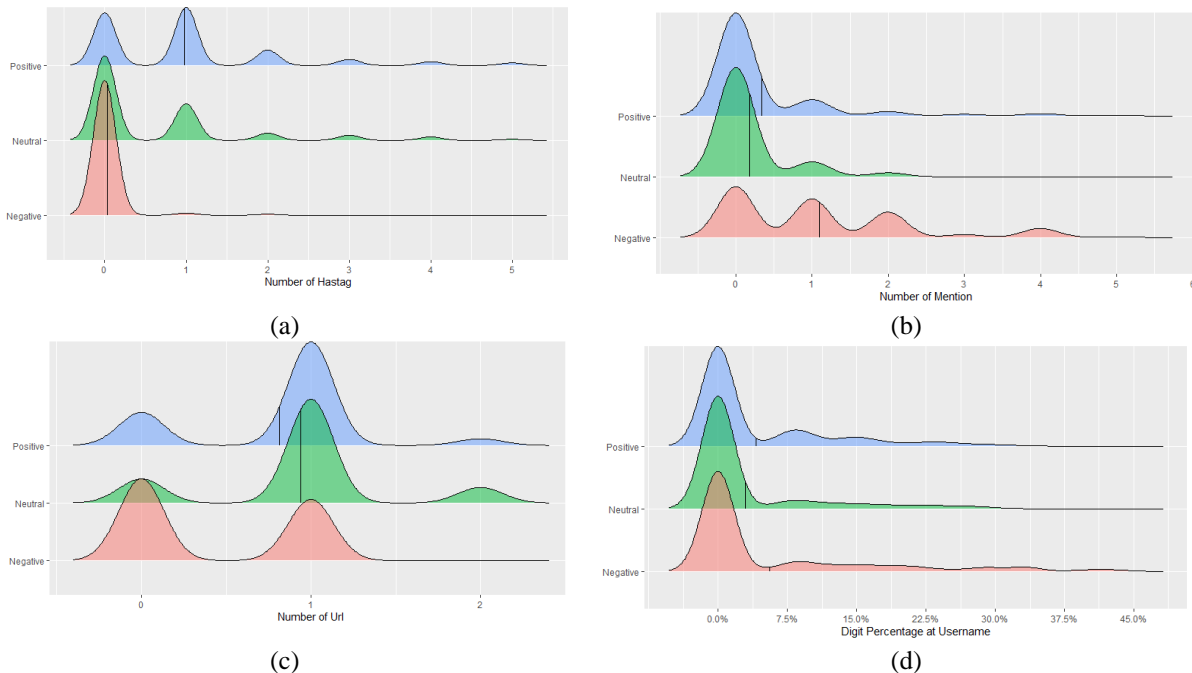 Positive
Neutral
Negative
0 1 2 3 4 5
Number of Hastag
(a)
Positive
Neutral
Negative
0 1 2 3 4 5 6
Number of Mention
(b)
Positive
Neutral
Negative
0 1 2
Number of Url
(c)
Positive
Neutral
Negative
0.0% 7.5% 15.0% 22.5% 30.0% 37.5% 45.0%
Digit Percentage at Username
(d)